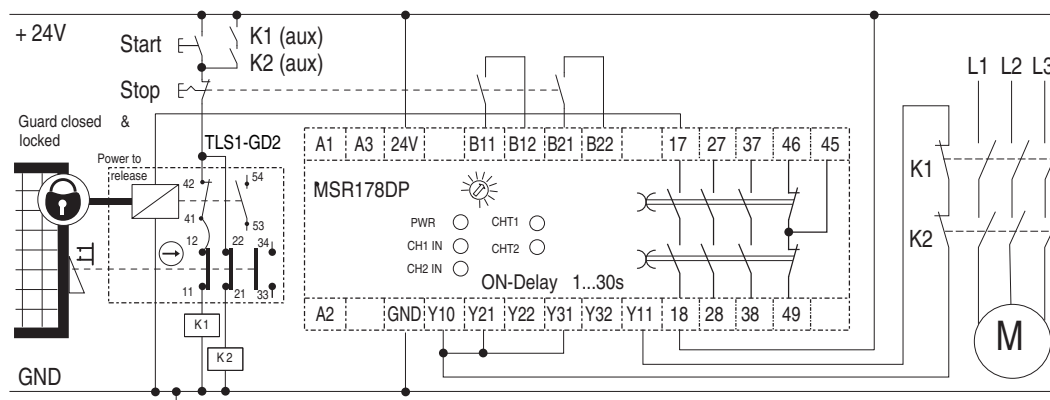 + 24V
Start
K1 (aux)
K2 (aux)
Stop
L1 L2 L3
Guard closed &
locked
TLS1-GD2
Power to
release
A1 A3 24V B11 B12 B21 B22 17 27 37 46 45
MSR178DP
42
54
41
53
12
22
34
11
21
33
PWR
CHT1
CH1 IN
CHT2
CH2 IN
ON-Delay 1...30s
A2 GND Y10 Y21 Y22 Y31 Y32 Y11 18 28 38 49
K1
K2
K1
K2
M
GND